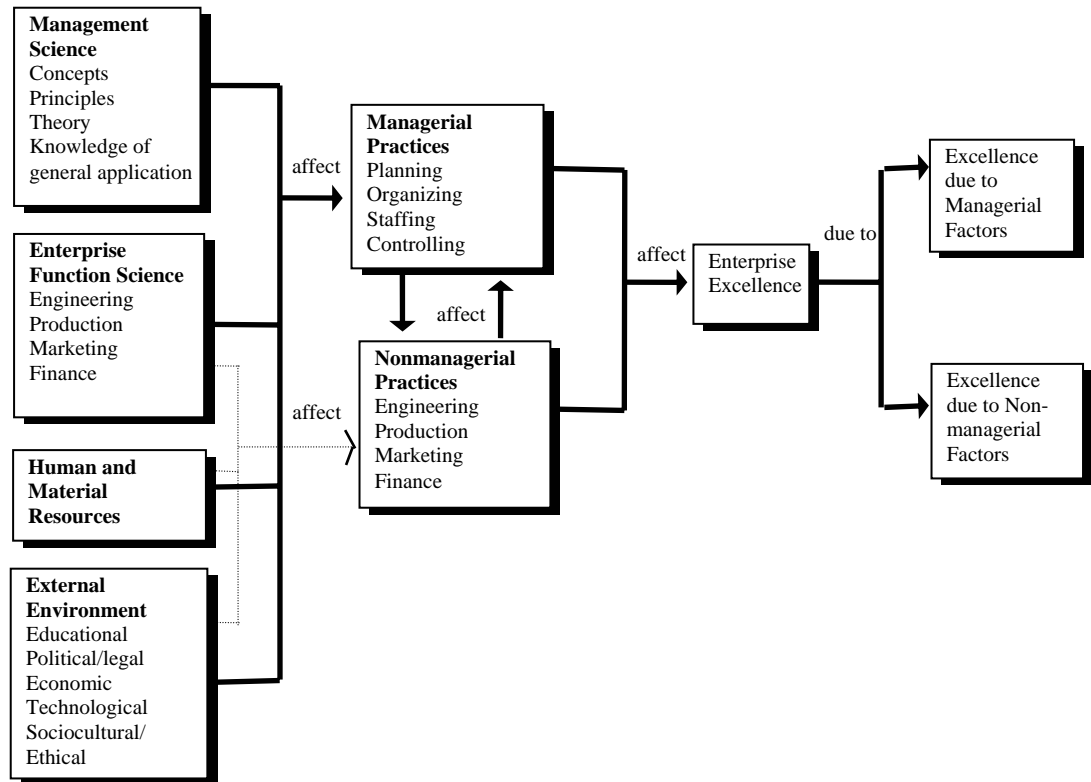 Management
Science
Concepts
Principles
Theory
Knowledge of
general application
Enterprise
Function Science
Engineering
Production
Marketing
Finance
Human and
Material
Resources
External
Environment
Educational
Political/legal
Economic
Technological
Sociocultural/
Ethical
affect
affect
Managerial
Practices
Planning
Organizing
Staffing
Controlling
affect
Nonmanagerial
Practices
Engineering
Production
Marketing
Finance
affect
Enterprise
Excellence
due to
Excellence
due to
Managerial
Factors
Excellence
due to Non-
managerial
Factors